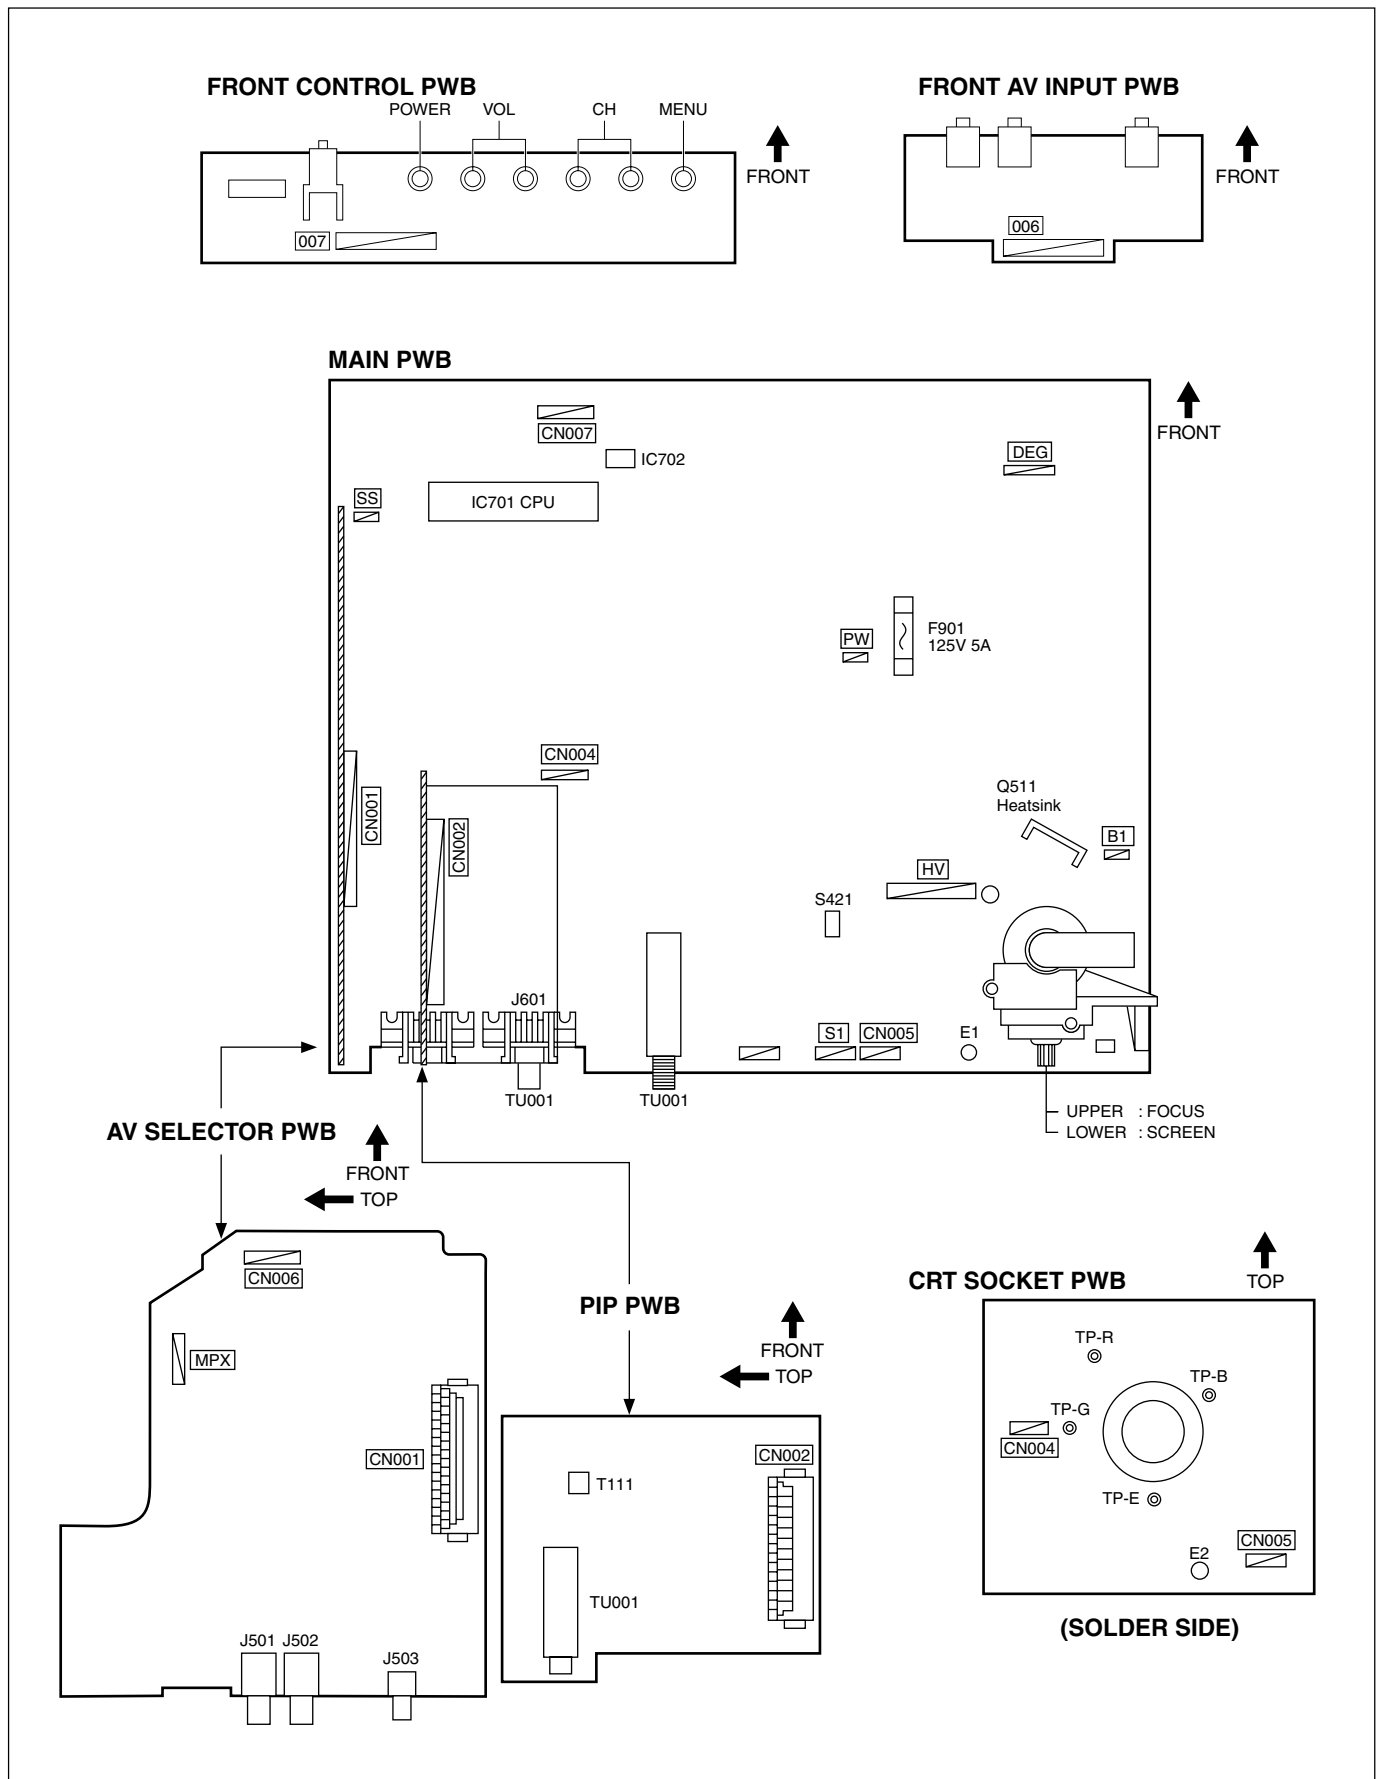 FRONT CONTROL PWB
POWER VOL CH MENU
FRONT
007
FRONT AV INPUT PWB
FRONT
006
MAIN PWB
FRONT
CN007
IC702
DEG
SS
IC701 CPU
F901
125V 5A
PW
CN004
Q511
Heatsink
CN001
CN002
B1
HV
S421
J601
S1 CN005 E1
TU001 TU001
UPPER : FOCUS
LOWER : SCREEN
AV SELECTOR PWB
FRONT
TOP
CN006
MPX
CN001
J501 J502 J503
PIP PWB
FRONT
TOP
CN002
T111
TU001
CRT SOCKET PWB
TOP
TP-R
TP-B
TP-G
CN004
TP-E
CN005
E2
(SOLDER SIDE)